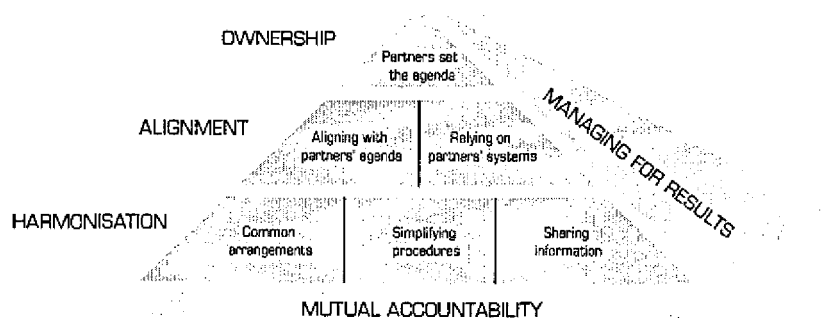 OWNERSHIP
Partners set
the agenda
MANAGING FOR RESULTS
ALIGNMENT
Aligning with
partners' agenda
Relying on
partners' systems
HARMONISATION
Common
arrangements
Simplifying
procedures
Sharing
information
MUTUAL ACCOUNTABILITY